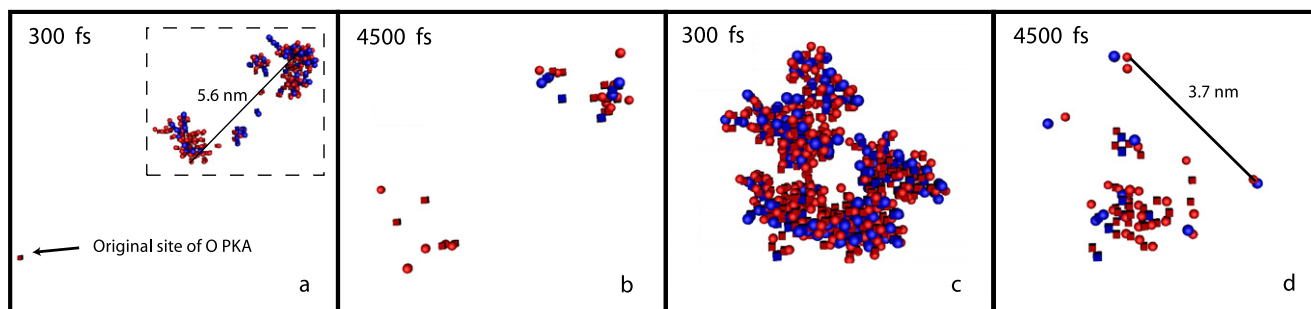 300 fs
5.6 nm
Original site of O PKA
a
4500 fs
b
300 fs
c
4500 fs
3.7 nm
d